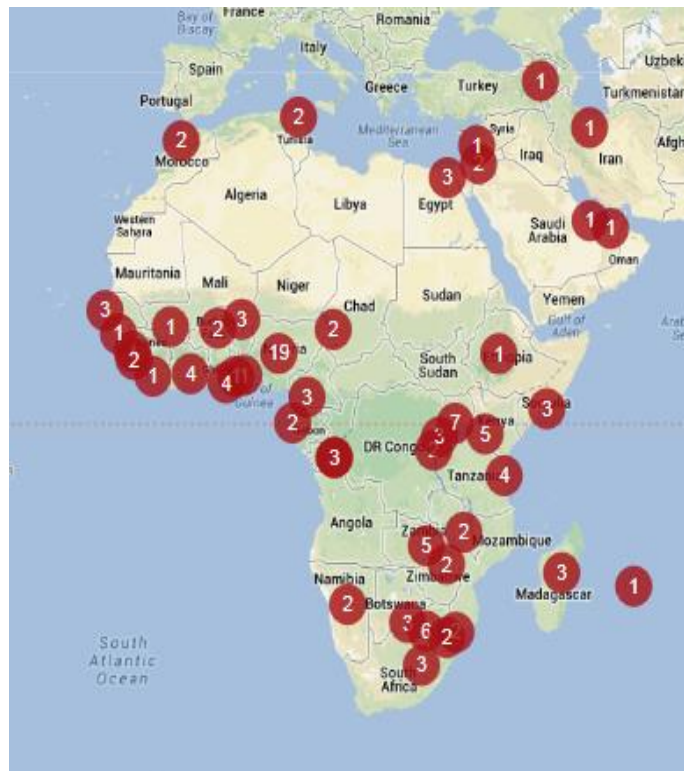 France
Bay of
Biscay
Romania
Italy
Uzbek
Spain
Greece
Turkey
1
Turkmenistan
Portugal
2
Tunisia
2
Morocco
Mediterranean
Sea
Syria
1
1
Iraq
Iran
Afgh
2
3
Algeria
Libya
Egypt
Western
Sahara
Saudi
Arabia
1
1
Oman
Mauritania
Mali
Niger
Chad
Sudan
Yemen
Gulf of
Aden
3
1
1
2
3
2
19
1
South
Sudan
2
1
4
4
3
2
7
5
3
3
DR Congo
3
Tanzania
4
Angola
2
5
Mozambique
2
3
Madagascar
1
Namibia
2
Botswana
3
6
2
3
South
Africa
South
Atlantic
Ocean